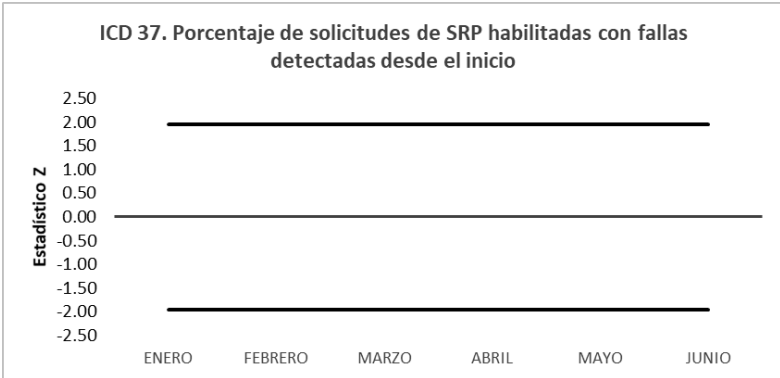 ICD 37. Porcentaje de solicitudes de SRP habilitadas con fallas
detectadas desde el inicio
Estadístico Z
2.50
2.00
1.50
1.00
0.50
0.00
-0.50
-1.00
-1.50
-2.00
-2.50
ENERO FEBRERO MARZO ABRIL MAYO JUNIO